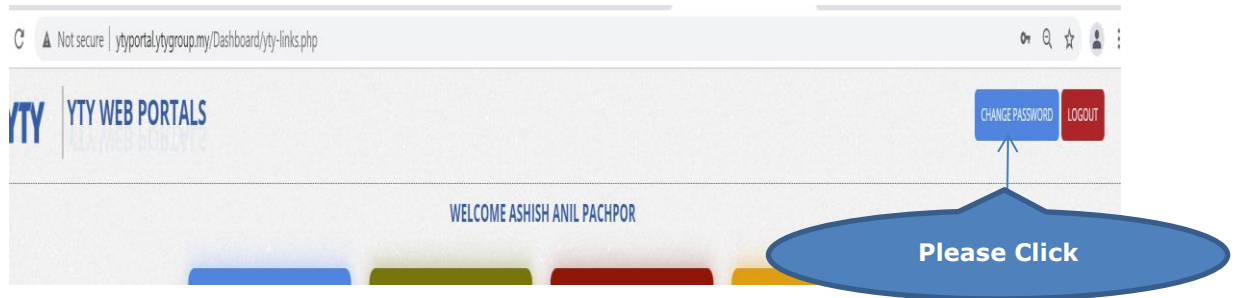 Not secure | ytyportal.ytygroup.my/Dashboard/yty-links.php
YTY YTY WEB PORTALS
CHANGE PASSWORD LOGOUT
WELCOME ASHISH ANIL PACHPOR
Please Click